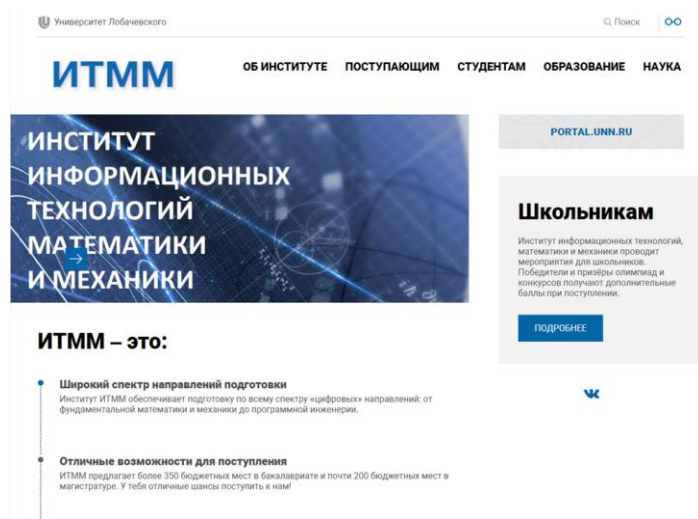 Университет Лобачевского
Поиск
ИТММ
ОБ ИНСТИТУТЕ ПОСТУПАЮЩИМ СТУДЕНТАМ ОБРАЗОВАНИЕ НАУКА
ИНСТИТУТ
ИНФОРМАЦИОННЫХ
ТЕХНОЛОГИЙ
МАТЕМАТИКИ
И МЕХАНИКИ
PORTAL.UNN.RU
Школьникам
Институт информационных технологий,
математики и механики проводит
мероприятия для школьников.
Победители и призёры олимпиад и
конкурсов получают дополнительные
баллы при поступлении.
ПОДРОБНЕЕ
ИТММ – это:
Широкий спектр направлений подготовки
Институт ИТММ обеспечивает подготовку по всему спектру «цифровых» направлений: от
фундаментальной математики и механики до программной инженерии.
Отличные возможности для поступления
ИТММ предлагает более 350 бюджетных мест в бакалавриате и почти 200 бюджетных мест в
магистратуре. У тебя отличные шансы поступить к нам!